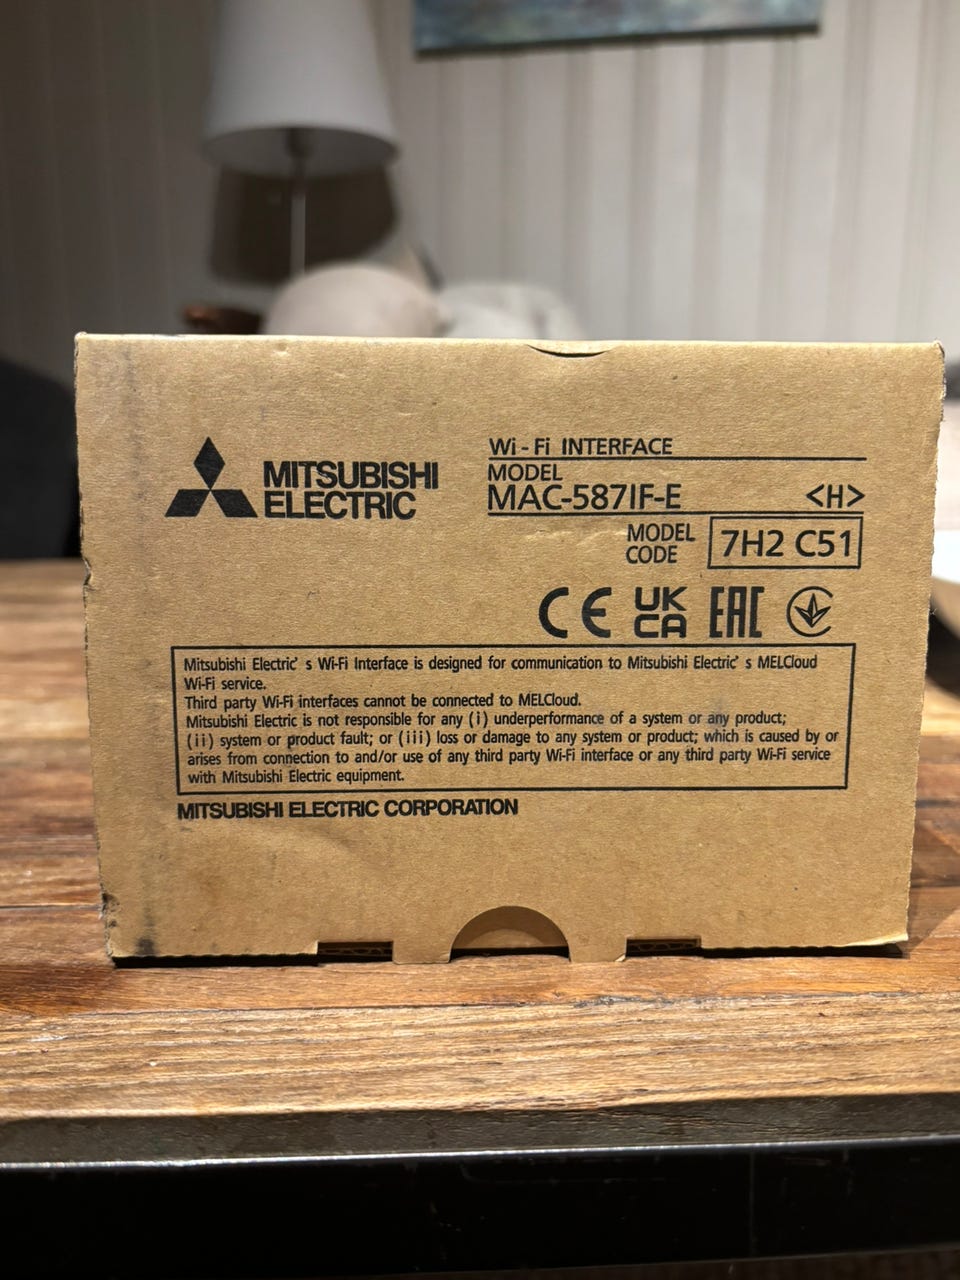 MITSUBISHI
ELECTRIC
Wi-Fi INTERFACE
MODEL
MAC-587IF-E <H>
MODEL
CODE
7H2 C51
CE UK
CA EAC
Mitsubishi Electric's Wi-Fi Interface is designed for communication to Mitsubishi Electric's MELCloud
Wi-Fi service.
Third party Wi-Fi interfaces cannot be connected to MELCloud.
Mitsubishi Electric is not responsible for any (i) underperformance of a system or any product;
(ii) system or product fault; or (iii) loss or damage to any system or product; which is caused by or
arises from connection to and/or use of any third party Wi-Fi interface or any third party Wi-Fi service
with Mitsubishi Electric equipment.
MITSUBISHI ELECTRIC CORPORATION